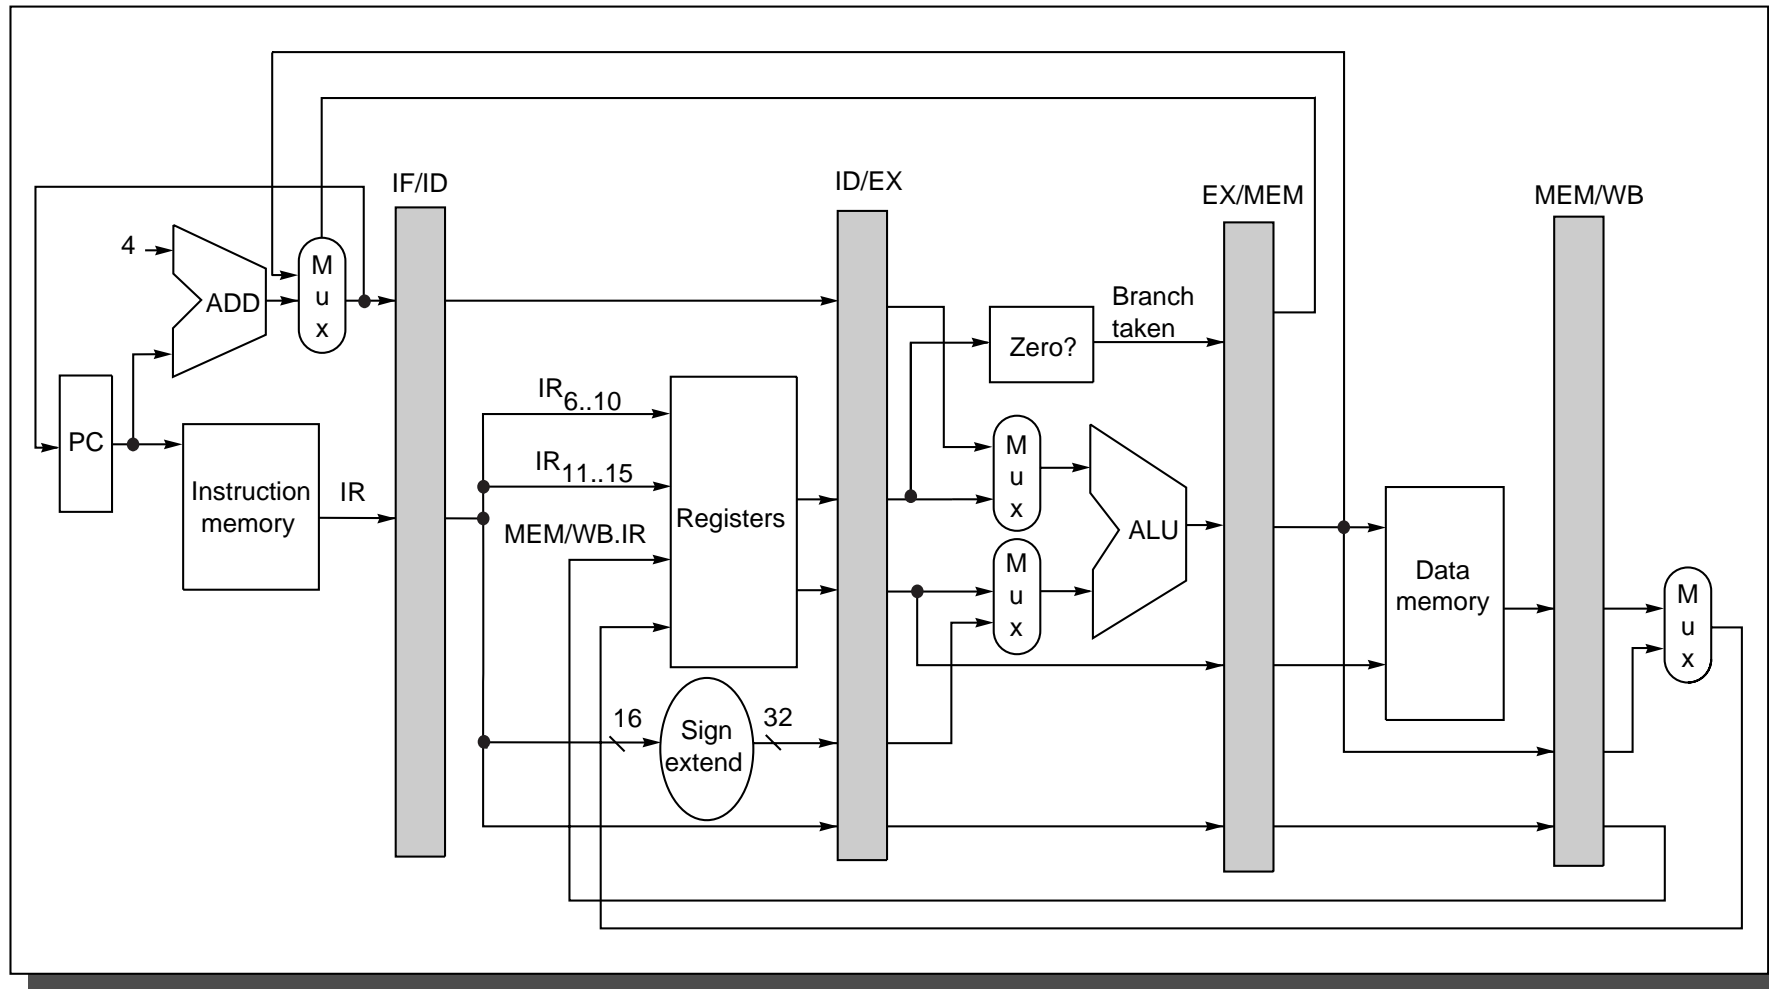 IF/ID
ID/EX
EX/MEM
MEM/WB
4
ADD
M
u
x
Branch
taken
Zero?
PC
Instruction
memory
IR
IR6..10
IR11..15
MEM/WB.IR
Registers
M
u
x
M
u
x
ALU
Data
memory
M
u
x
16
Sign
extend
32